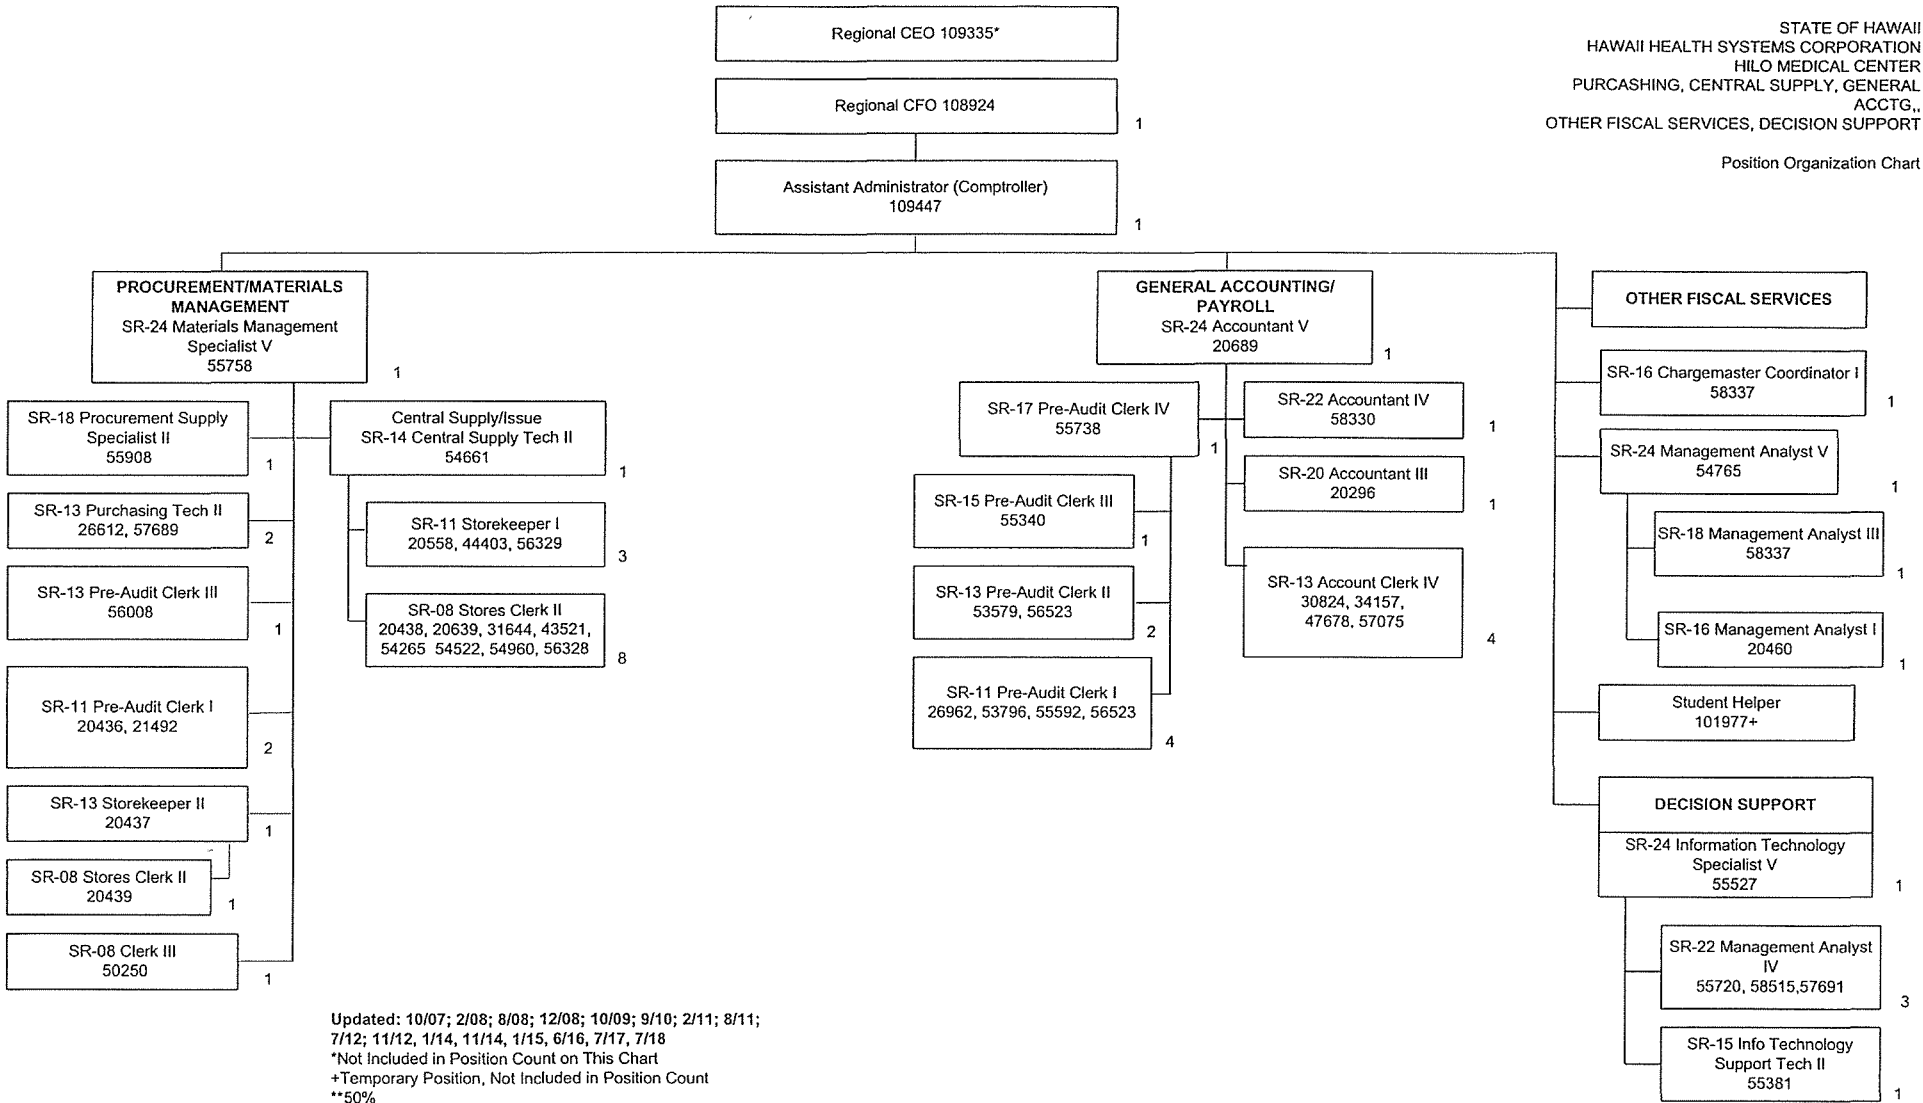 STATE OF HAWAII
HAWAII HEALTH SYSTEMS CORPORATION
HILO MEDICAL CENTER
PURCASHING, CENTRAL SUPPLY, GENERAL
ACCTG,,
OTHER FISCAL SERVICES, DECISION SUPPORT
Position Organization Chart
Regional CEO 109335*
Regional CFO 108924
1
Assistant Administrator (Comptroller)
109447
1
PROCUREMENT/MATERIALS
MANAGEMENT
SR-24 Materials Management
Specialist V
55758
1
SR-18 Procurement Supply
Specialist II
55908
1
SR-13 Purchasing Tech II
26612, 57689
2
SR-13 Pre-Audit Clerk III
56008
1
SR-11 Pre-Audit Clerk I
20436, 21492
2
SR-13 Storekeeper II
20437
1
SR-08 Stores Clerk II
20439
1
SR-08 Clerk III
50250
1
Central Supply/Issue
SR-14 Central Supply Tech II
54661
1
SR-11 Storekeeper I
20558, 44403, 56329
3
SR-08 Stores Clerk II
20438, 20639, 31644, 43521,
54265 54522, 54960, 56328
8
GENERAL ACCOUNTING/
PAYROLL
SR-24 Accountant V
20689
1
SR-17 Pre-Audit Clerk IV
55738
1
SR-15 Pre-Audit Clerk III
55340
1
SR-13 Pre-Audit Clerk II
53579, 56523
2
SR-11 Pre-Audit Clerk I
26962, 53796, 55592, 56523
4
SR-22 Accountant IV
58330
1
SR-20 Accountant III
20296
1
SR-13 Account Clerk IV
30824, 34157,
47678, 57075
4
OTHER FISCAL SERVICES
SR-16 Chargemaster Coordinator I
58337
1
SR-24 Management Analyst V
54765
1
SR-18 Management Analyst III
58337
1
SR-16 Management Analyst I
20460
1
Student Helper
101977+
DECISION SUPPORT
SR-24 Information Technology
Specialist V
55527
1
SR-22 Management Analyst
IV
55720, 58515,57691
3
SR-15 Info Technology
Support Tech II
55381
1
Updated: 10/07; 2/08; 8/08; 12/08; 10/09; 9/10; 2/11; 8/11;
7/12; 11/12, 1/14, 11/14, 1/15, 6/16, 7/17, 7/18
*Not Included in Position Count on This Chart
+Temporary Position, Not Included in Position Count
**50%